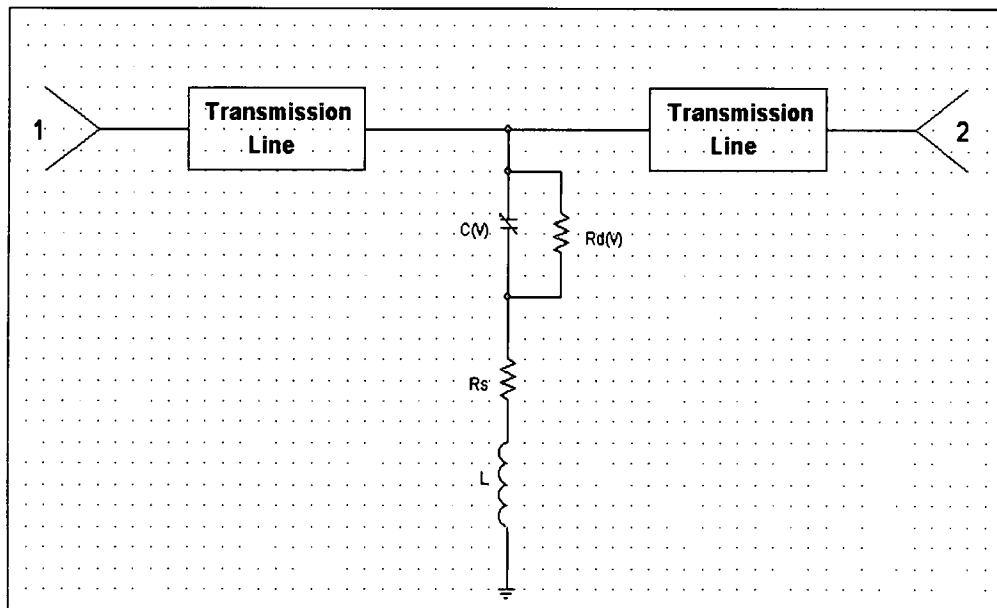 1
Transmission
Line
Transmission
Line
2
C(V)
Rd(V)
Rs
L